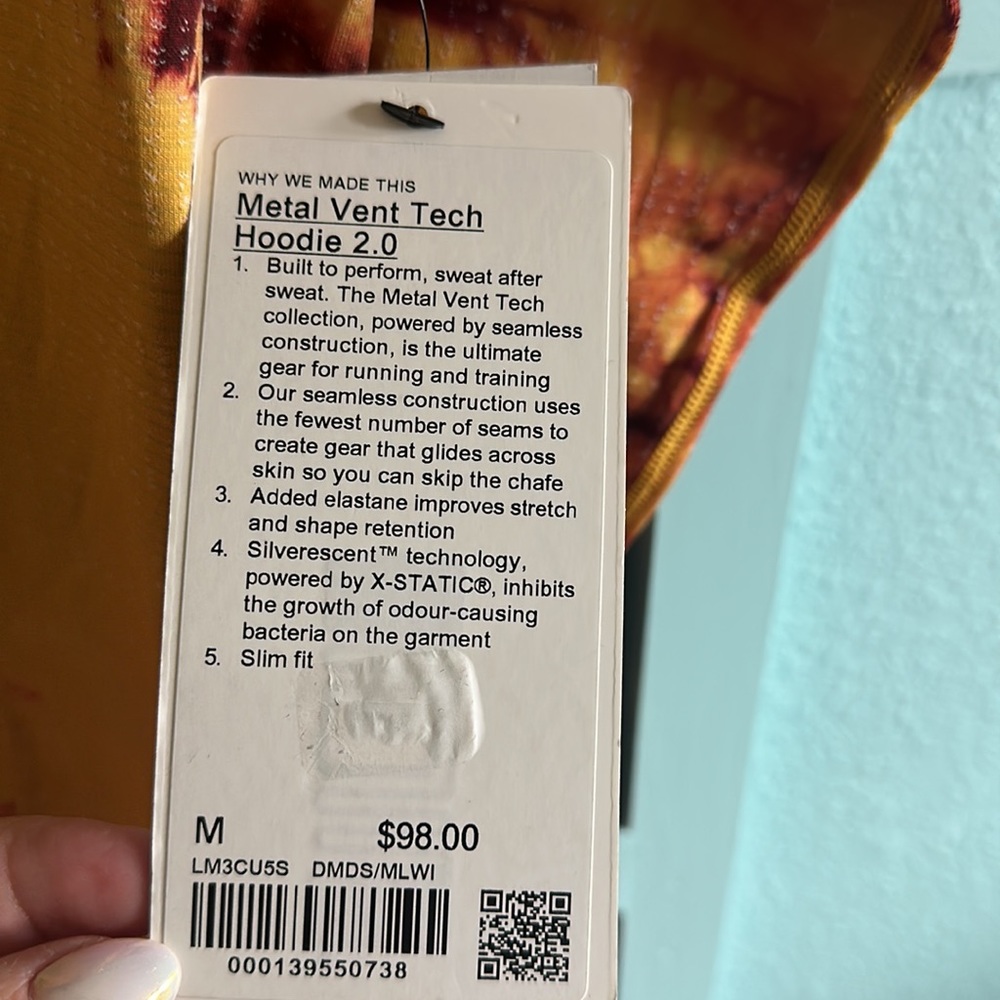 WHY WE MADE THIS
Metal Vent Tech
Hoodie 2.0
1. Built to perform, sweat after
sweat. The Metal Vent Tech
collection, powered by seamless
construction, is the ultimate
gear for running and training
2. Our seamless construction uses
the fewest number of seams to
create gear that glides across
skin so you can skip the chafe
3. Added elastane improves stretch
and shape retention
4. Silverescent™ technology,
powered by X-STATIC®, inhibits
the growth of odour-causing
bacteria on the garment
5. Slim fit
M $98.00
LM3CU5S DMDS/MLWI
000139550738